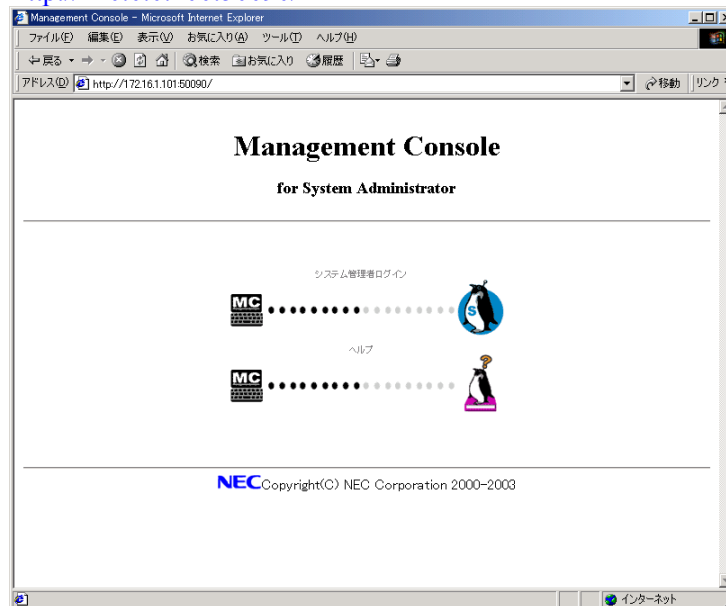 Management Console - Microsoft Internet Explorer
ファイル(F) 編集(E) 表示(V) お気に入り(A) ツール(T) ヘルプ(H)
戻る 検索 お気に入り 履歴
アドレス(D) http://172.16.1.101:50090/ 移動 リンク
Management Console
for System Administrator
システム管理者ログイン
MC S
ヘルプ
MC ?
NEC Copyright(C) NEC Corporation 2000-2003
インターネット